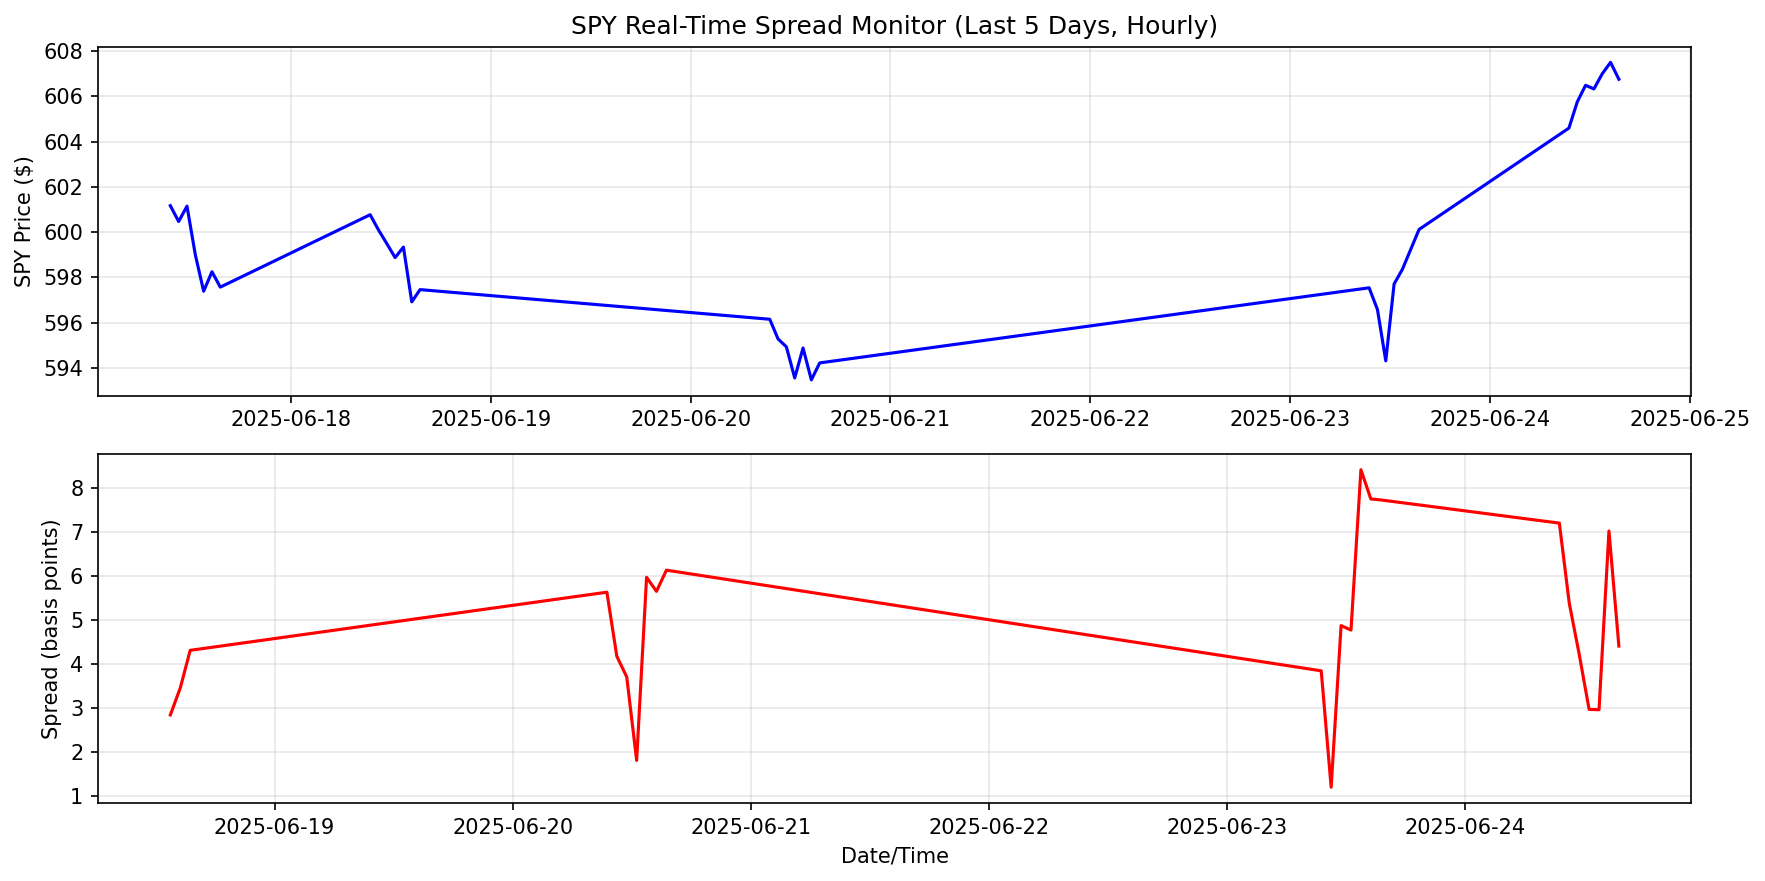 SPY Real-Time Spread Monitor (Last 5 Days, Hourly)
SPY Price ($)
608
606
604
602
600
598
596
594
2025-06-18 2025-06-19 2025-06-20 2025-06-21 2025-06-22 2025-06-23 2025-06-24 2025-06-25
Spread (basis points)
8
7
6
5
4
3
2
1
2025-06-19 2025-06-20 2025-06-21 2025-06-22 2025-06-23 2025-06-24
Date/Time